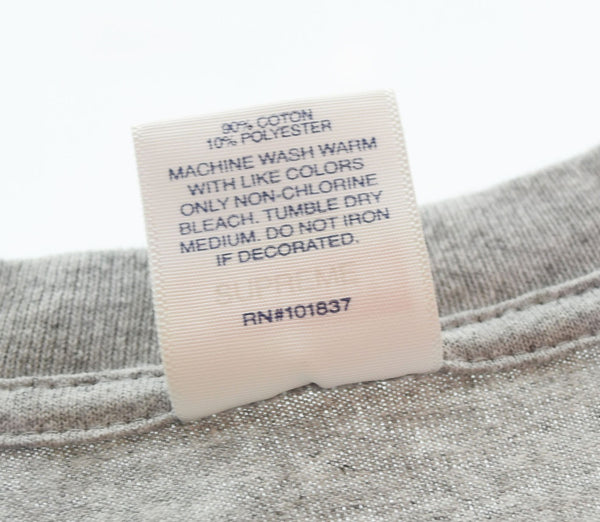 90% COTON
10% POLYESTER
MACHINE WASH WARM
WITH LIKE COLORS
ONLY NON-CHLORINE
BLEACH. TUMBLE DRY
MEDIUM. DO NOT IRON
IF DECORATED.
SUPREME
RN#101837